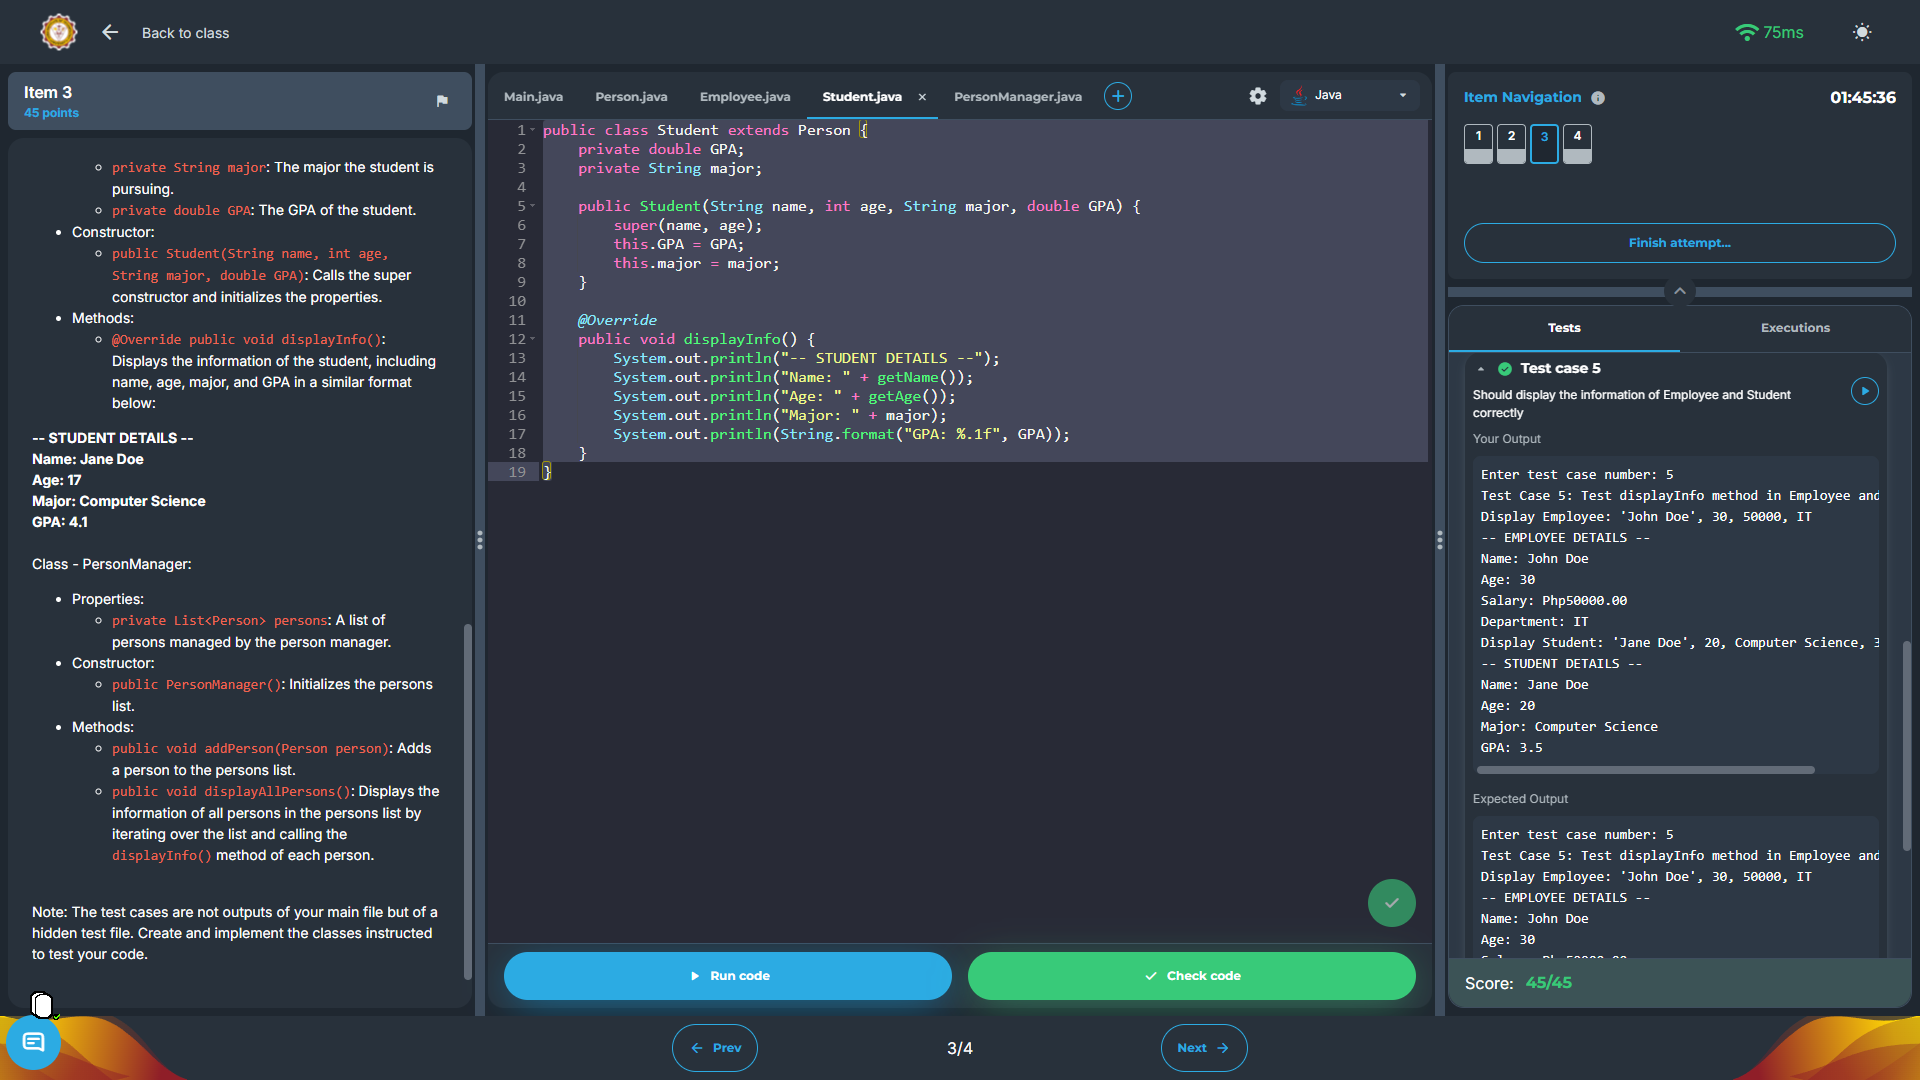 Back to class
75ms
Item 3
45 points
private String major: The major the student is
pursuing.
private double GPA: The GPA of the student.
Constructor:
public Student(String name, int age,
String major, double GPA): Calls the super
constructor and initializes the properties.
Methods:
@Override public void displayInfo():
Displays the information of the student, including
name, age, major, and GPA in a similar format
below:
-- STUDENT DETAILS --
Name: Jane Doe
Age: 17
Major: Computer Science
GPA: 4.1
Class - PersonManager:
Properties:
private List<Person> persons: A list of
persons managed by the person manager.
Constructor:
public PersonManager(): Initializes the persons
list.
Methods:
public void addPerson(Person person): Adds
a person to the persons list.
public void displayAllPersons(): Displays the
information of all persons in the persons list by
iterating over the list and calling the
displayInfo() method of each person.
Note: The test cases are not outputs of your main file but of a
hidden test file. Create and implement the classes instructed
to test your code.
Main.java Person.java Employee.java Student.java × PersonManager.java
Java
1 public class Student extends Person {
2 private double GPA;
3 private String major;
4
5 public Student(String name, int age, String major, double GPA) {
6 super(name, age);
7 this.GPA = GPA;
8 this.major = major;
9 }
10
11 @Override
12 public void displayInfo() {
13 System.out.println("-- STUDENT DETAILS --");
14 System.out.println("Name: " + getName());
15 System.out.println("Age: " + getAge());
16 System.out.println("Major: " + major);
17 System.out.println(String.format("GPA: %.1f", GPA));
18 }
19 }
Run code
Check code
Item Navigation
01:45:36
1 2 3 4
Finish attempt...
Tests
Executions
Test case 5
Should display the information of Employee and Student
correctly
Your Output
Enter test case number: 5
Test Case 5: Test displayInfo method in Employee and
Display Employee: 'John Doe', 30, 50000, IT
-- EMPLOYEE DETAILS --
Name: John Doe
Age: 30
Salary: Php50000.00
Department: IT
Display Student: 'Jane Doe', 20, Computer Science, 3
-- STUDENT DETAILS --
Name: Jane Doe
Age: 20
Major: Computer Science
GPA: 3.5
Expected Output
Enter test case number: 5
Test Case 5: Test displayInfo method in Employee and
Display Employee: 'John Doe', 30, 50000, IT
-- EMPLOYEE DETAILS --
Name: John Doe
Age: 30
Score: 45/45
Prev
3/4
Next